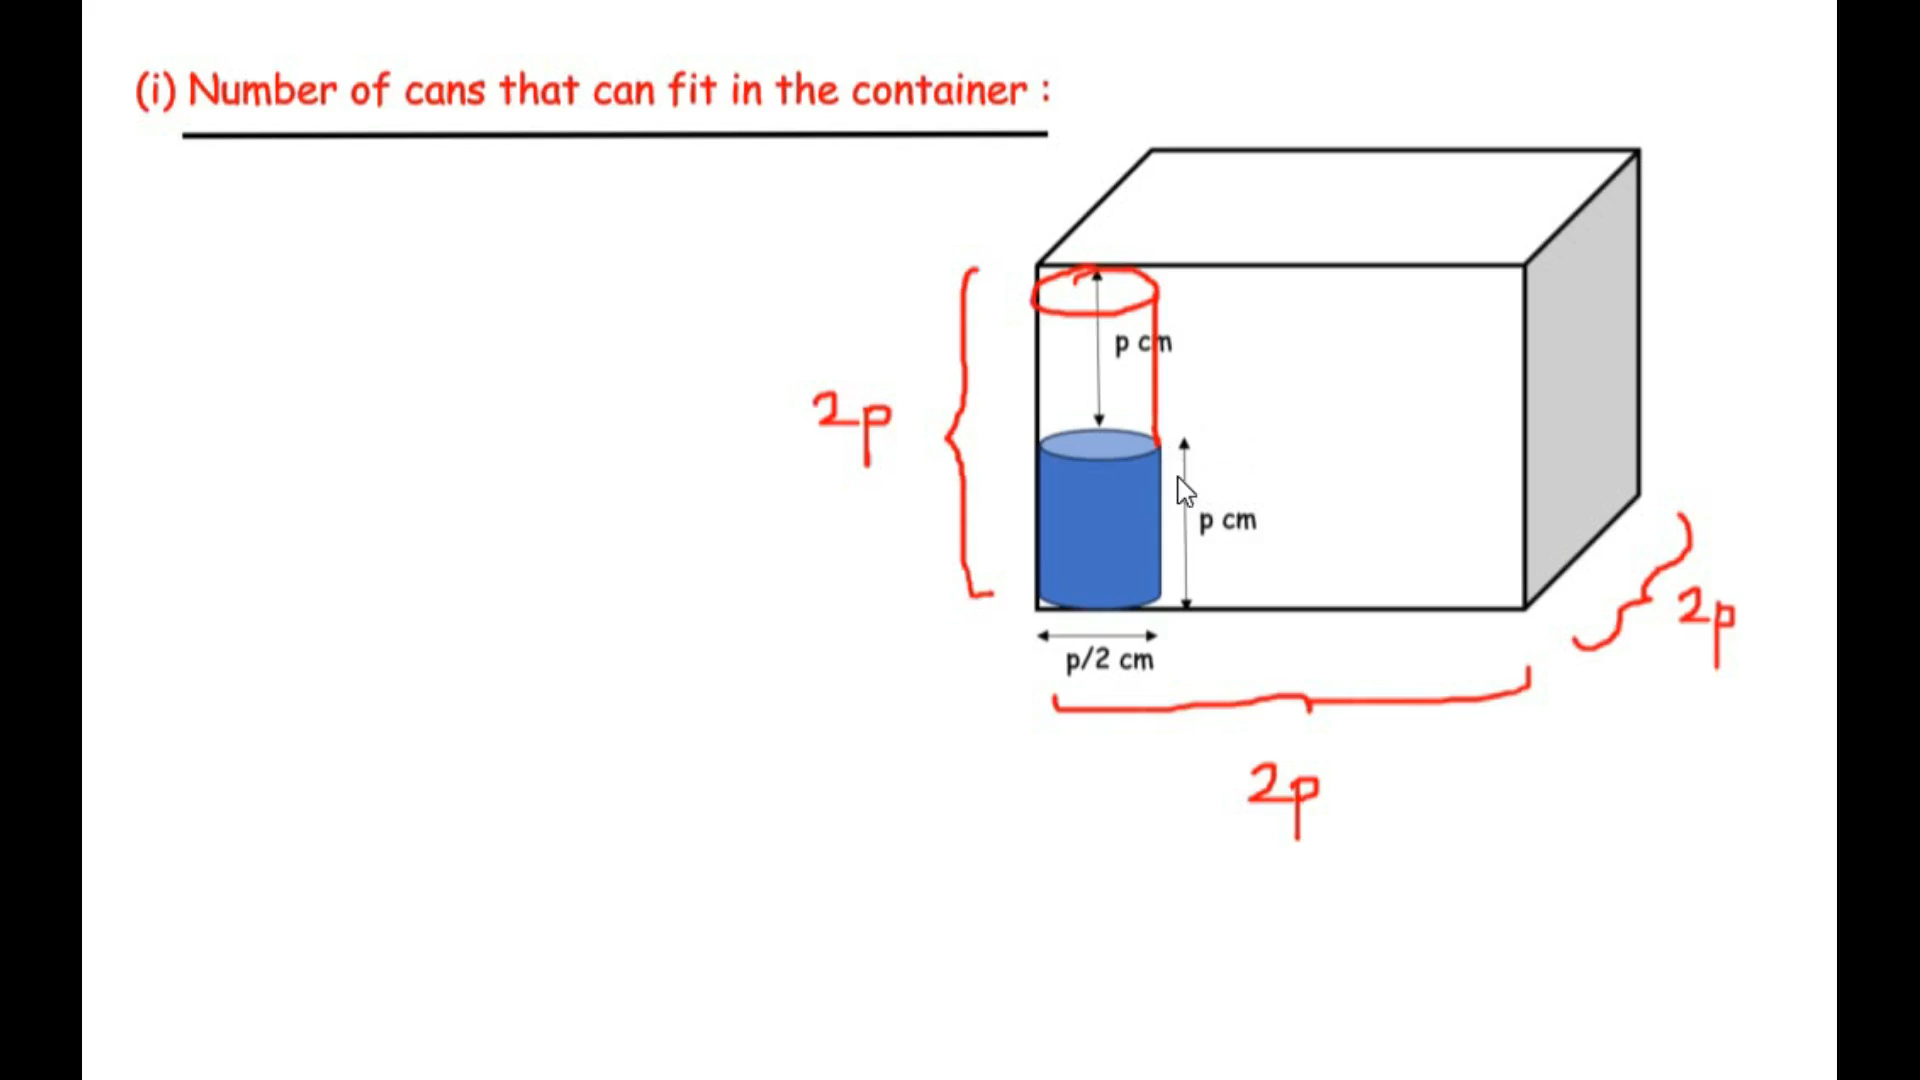 (i) Number of cans that can fit in the container :
p cm
2p
p cm
2p
p/2 cm
2p